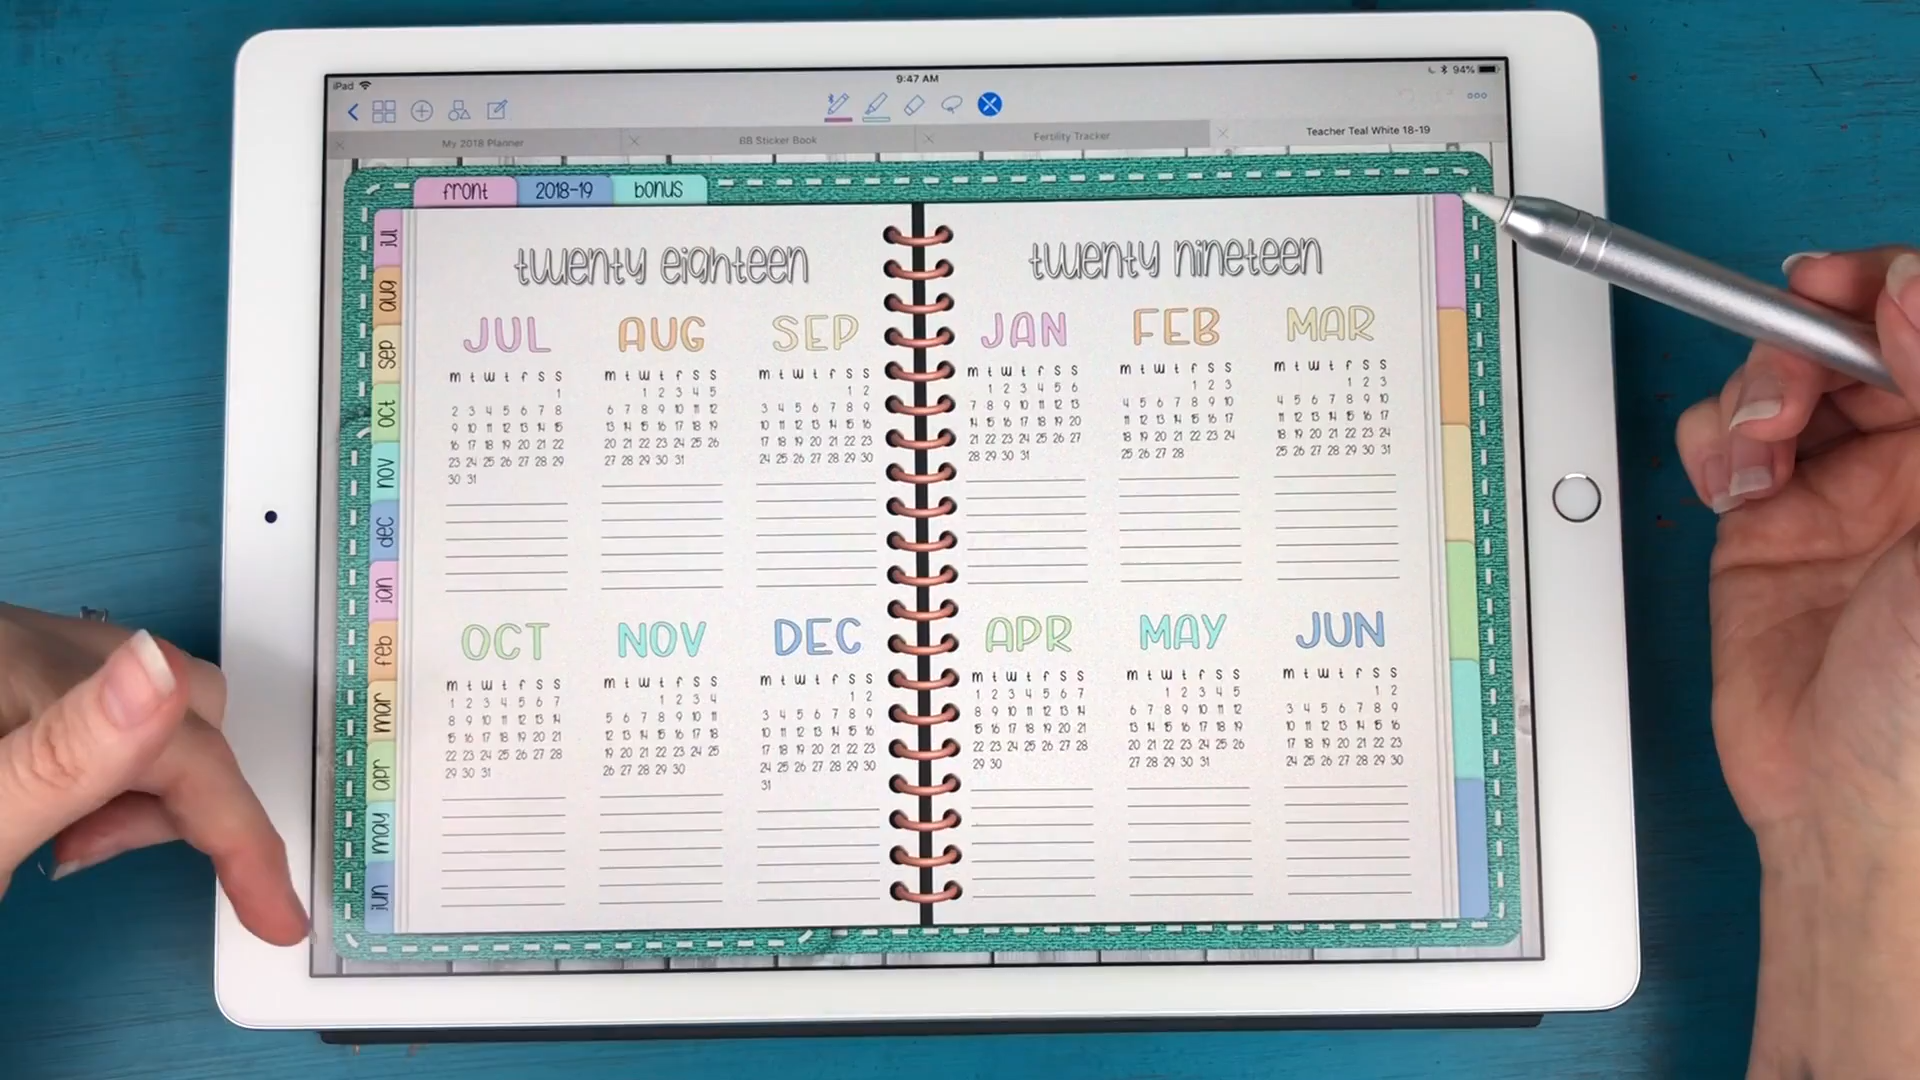 iPad
9:47 AM
94%
My 2018 Planner
BB Sticker Book
Fertility Tracker
Teacher Teal White 18-19
front
2018-19
bonus
jul
aug
sep
oct
nov
dec
jan
feb
mar
apr
may
jun
twenty eighteen
JUL
m t w t f s s
1
2 3 4 5 6 7 8
9 10 11 12 13 14 15
16 17 18 19 20 21 22
23 24 25 26 27 28 29
30 31
AUG
m t w t f s s
1 2 3 4 5
6 7 8 9 10 11 12
13 14 15 16 17 18 19
20 21 22 23 24 25 26
27 28 29 30 31
SEP
m t w t f s s
1 2
3 4 5 6 7 8 9
10 11 12 13 14 15 16
17 18 19 20 21 22 23
24 25 26 27 28 29 30
OCT
m t w t f s s
1 2 3 4 5 6 7
8 9 10 11 12 13 14
15 16 17 18 19 20 21
22 23 24 25 26 27 28
29 30 31
NOV
m t w t f s s
1 2 3 4
5 6 7 8 9 10 11
12 13 14 15 16 17 18
19 20 21 22 23 24 25
26 27 28 29 30
DEC
m t w t f s s
1 2
3 4 5 6 7 8 9
10 11 12 13 14 15 16
17 18 19 20 21 22 23
24 25 26 27 28 29 30
31
twenty nineteen
JAN
m t w t f s s
1 2 3 4 5 6
7 8 9 10 11 12 13
14 15 16 17 18 19 20
21 22 23 24 25 26 27
28 29 30 31
FEB
m t w t f s s
1 2 3
4 5 6 7 8 9 10
11 12 13 14 15 16 17
18 19 20 21 22 23 24
25 26 27 28
MAR
m t w t f s s
1 2 3
4 5 6 7 8 9 10
11 12 13 14 15 16 17
18 19 20 21 22 23 24
25 26 27 28 29 30 31
APR
m t w t f s s
1 2 3 4 5 6 7
8 9 10 11 12 13 14
15 16 17 18 19 20 21
22 23 24 25 26 27 28
29 30
MAY
m t w t f s s
1 2 3 4 5
6 7 8 9 10 11 12
13 14 15 16 17 18 19
20 21 22 23 24 25 26
27 28 29 30 31
JUN
m t w t f s s
1 2
3 4 5 6 7 8 9
10 11 12 13 14 15 16
17 18 19 20 21 22 23
24 25 26 27 28 29 30